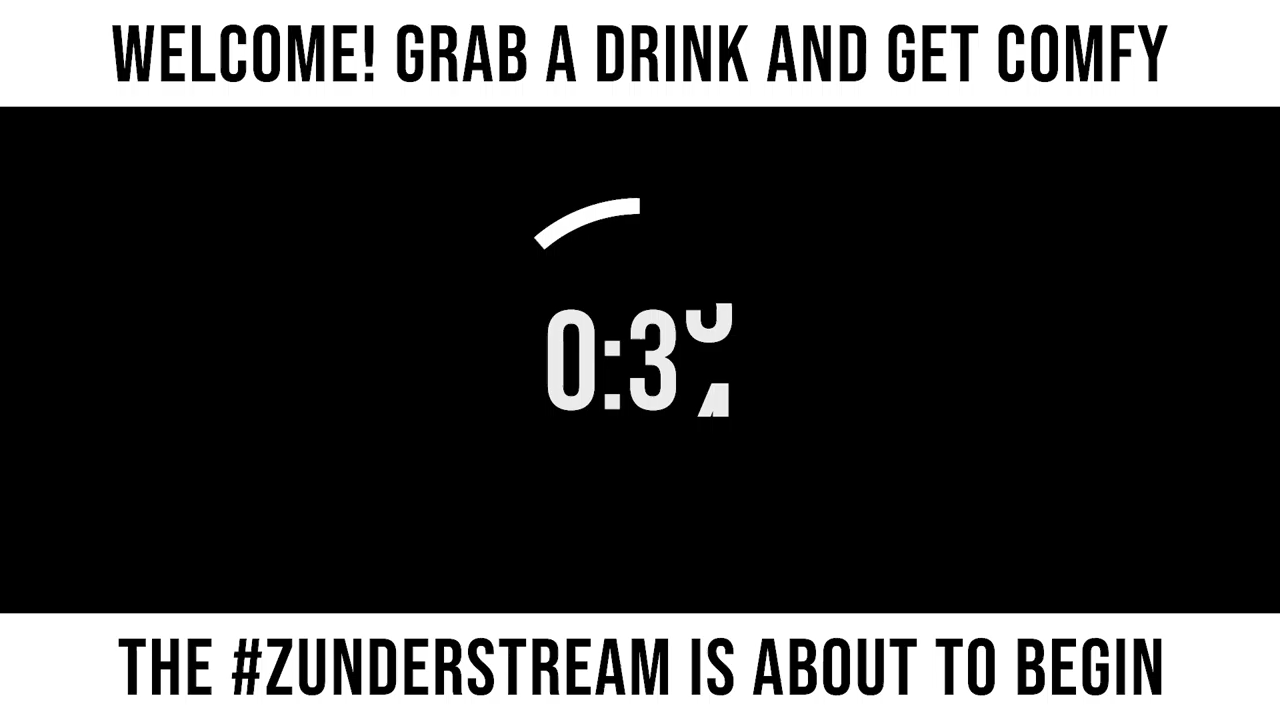 WELCOME! GRAB A DRINK AND GET COMFY
0:3
THE #ZUNDERSTREAM IS ABOUT TO BEGIN